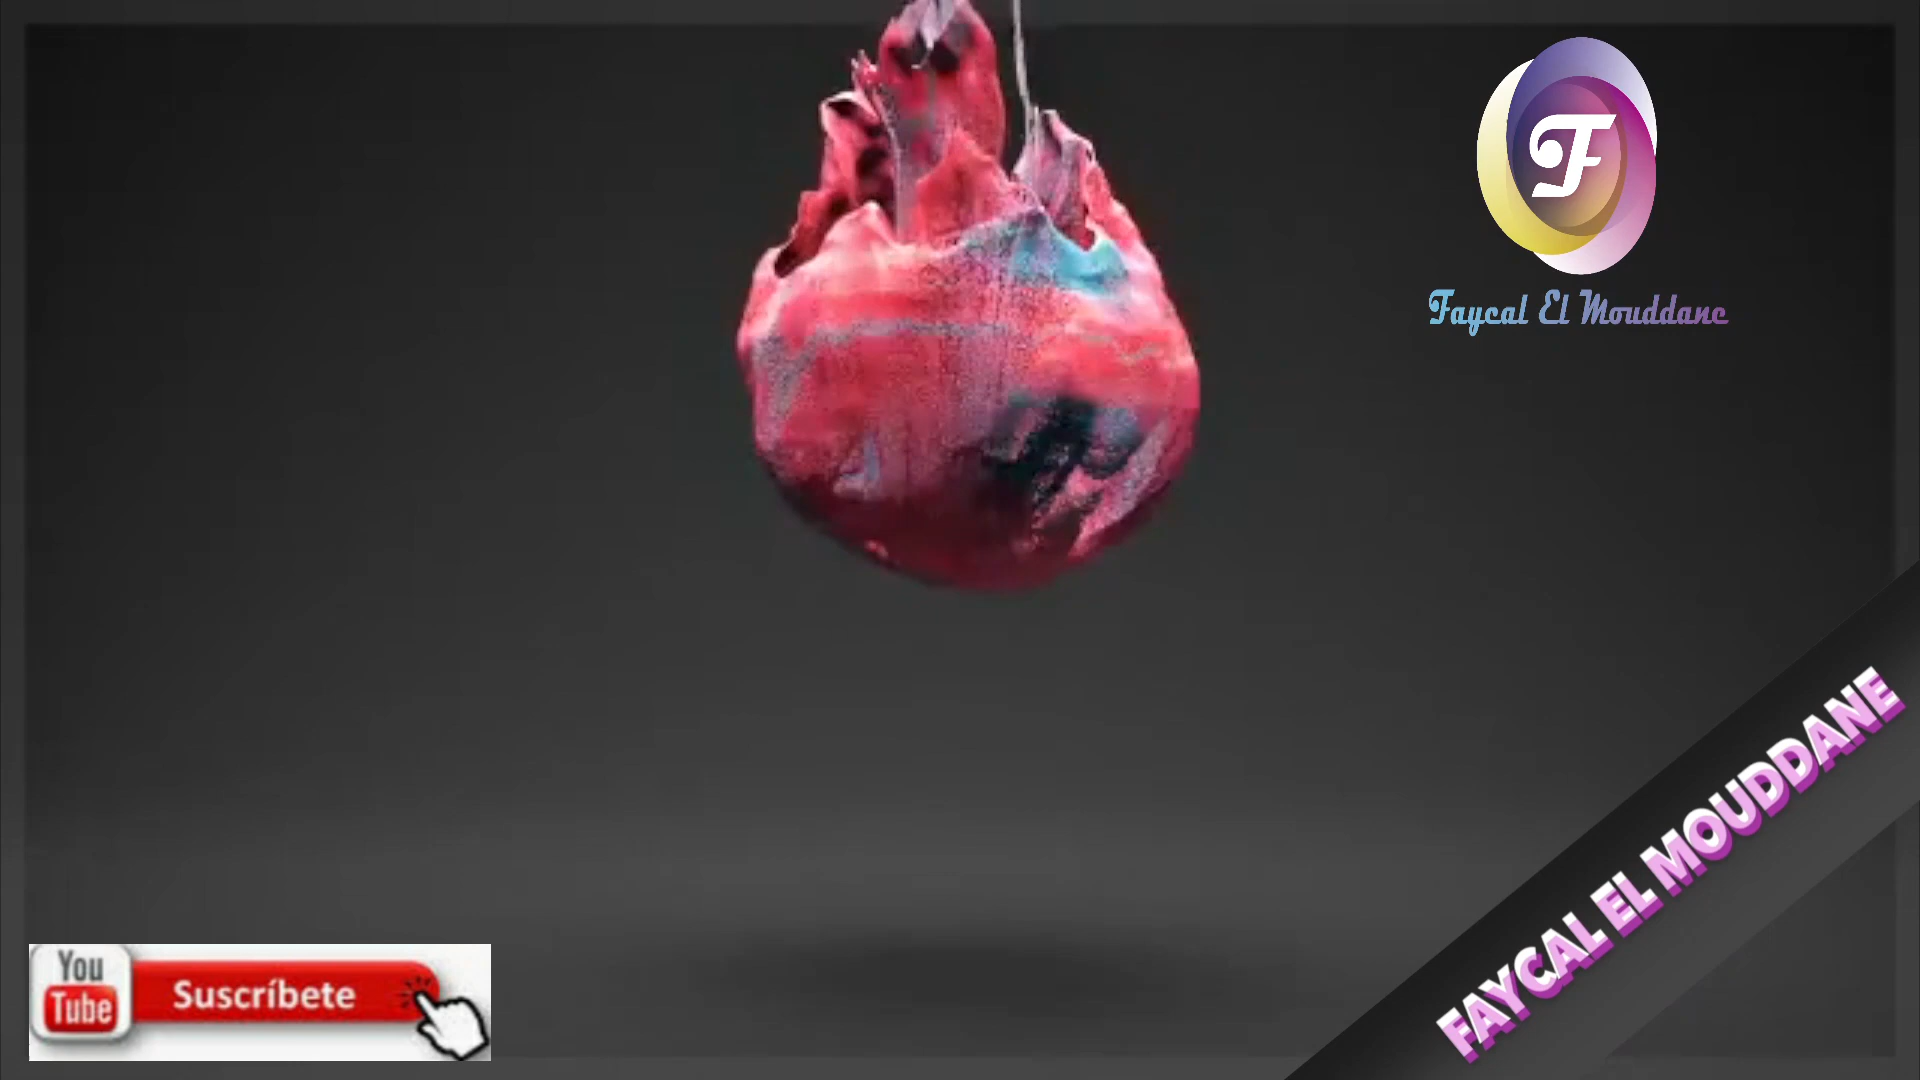 F
Faycal El Mouddane
FAYCAL EL MOUDDANE
You
Tube
Suscríbete